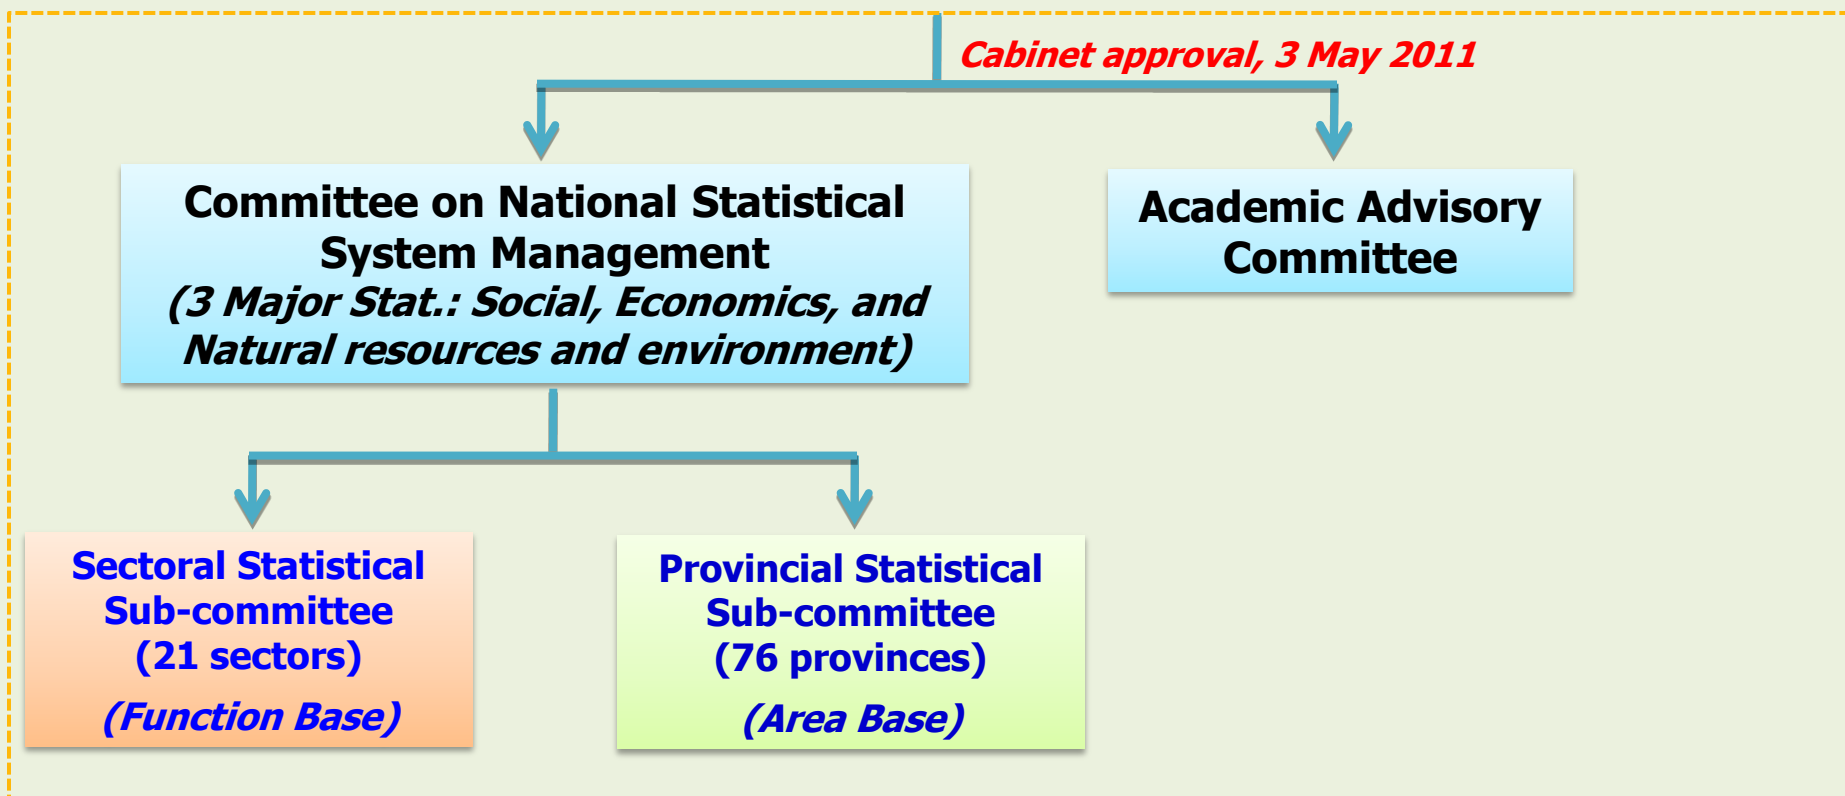 Cabinet approval, 3 May 2011
Committee on National Statistical
System Management
(3 Major Stat.: Social, Economics, and
Natural resources and environment)
Academic Advisory
Committee
Sectoral Statistical
Sub-committee
(21 sectors)
(Function Base)
Provincial Statistical
Sub-committee
(76 provinces)
(Area Base)